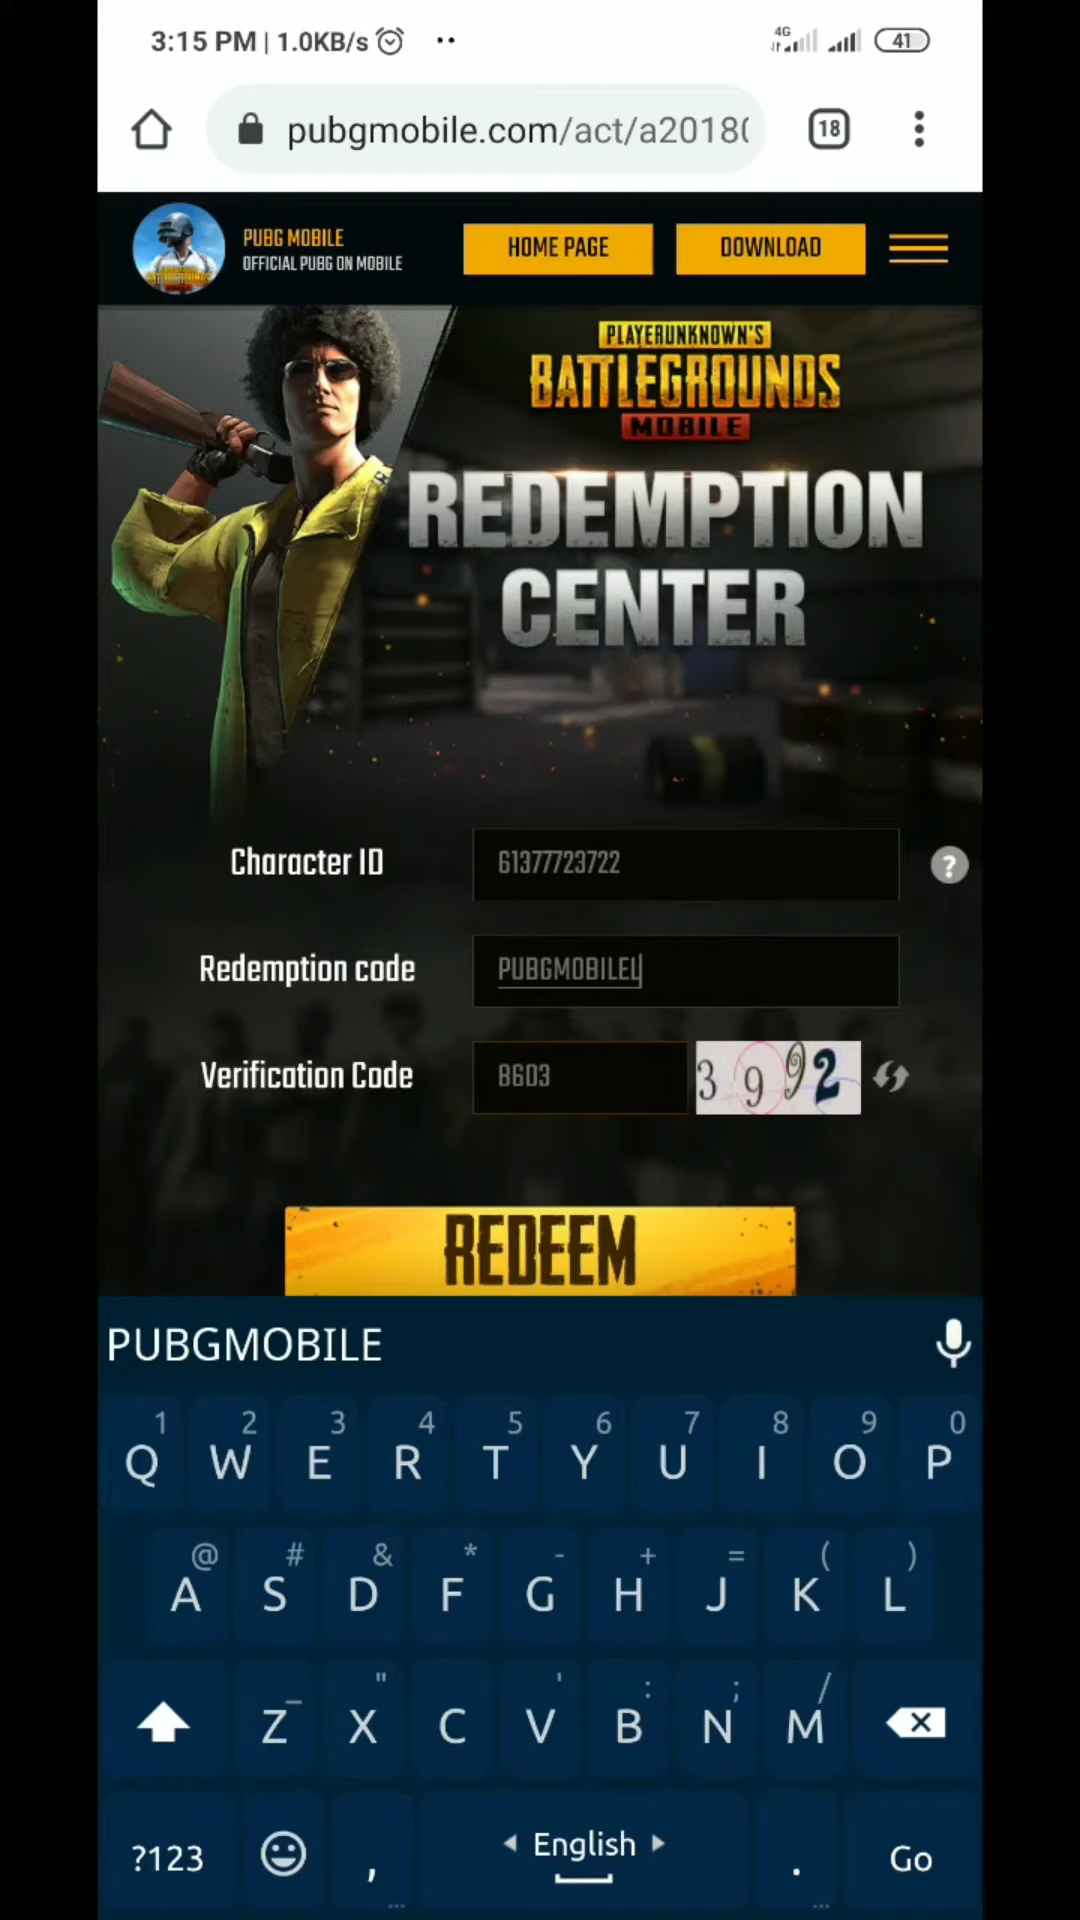 3:15 PM | 1.0KB/s
4G
41
pubgmobile.com/act/a2018
18
PUBG MOBILE
OFFICIAL PUBG ON MOBILE
HOME PAGE
DOWNLOAD
PLAYERUNKNOWN'S
BATTLEGROUNDS
MOBILE
REDEMPTION
CENTER
Character ID
61377723722
?
Redemption code
PUBGMOBILEL
Verification Code
8603
3992
REDEEM
PUBGMOBILE
1 2 3 4 5 6 7 8 9 0
Q W E R T Y U I O P
@ # & * - + = ( )
A S D F G H J K L
_ " ' : ; /
Z X C V B N M
?123 , English . Go